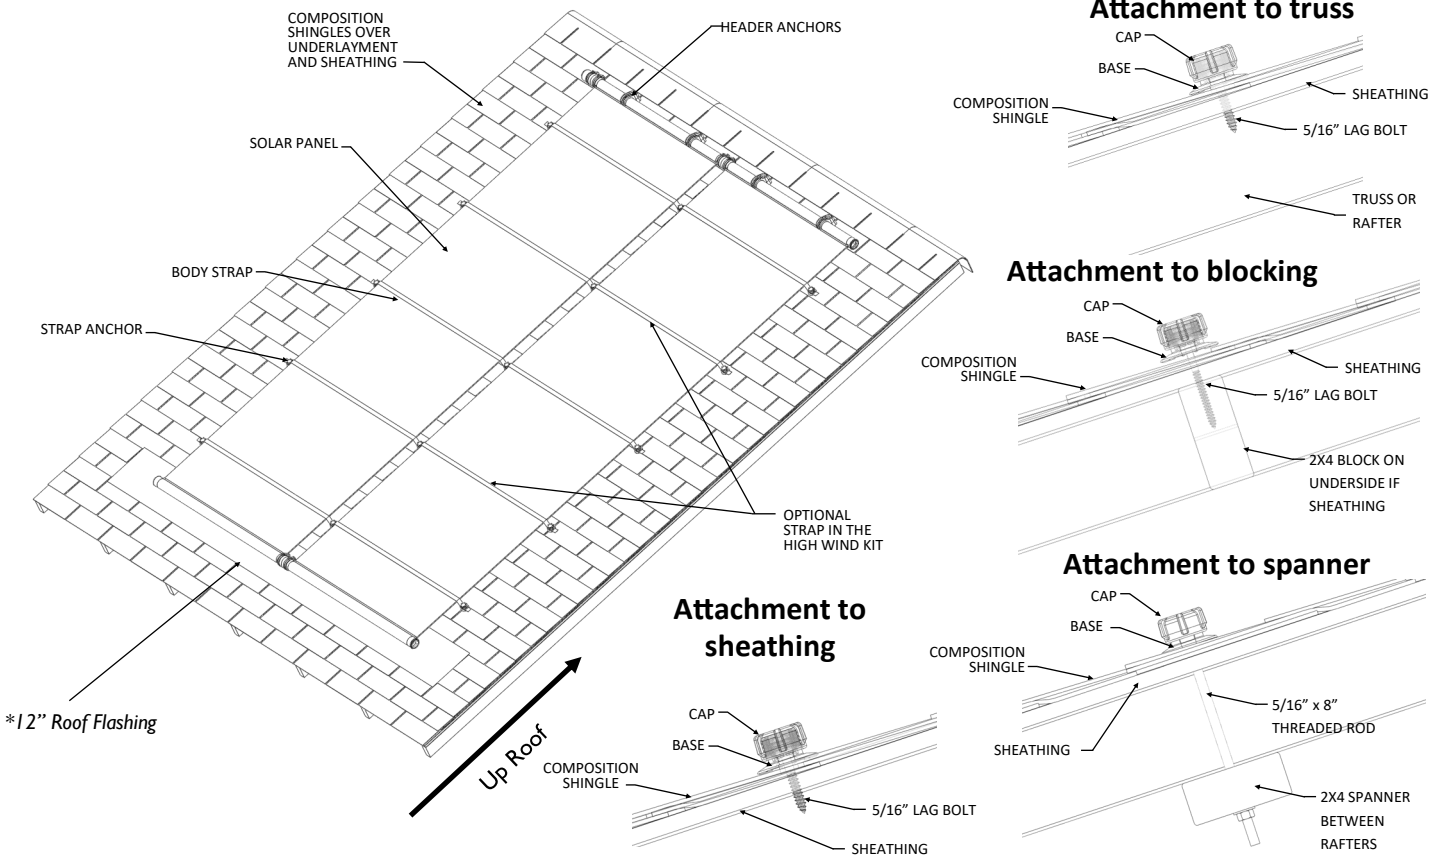 COMPOSITION
SHINGLES OVER
UNDERLAYMENT
AND SHEATHING
HEADER ANCHORS
SOLAR PANEL
BODY STRAP
STRAP ANCHOR
OPTIONAL
STRAP IN THE
HIGH WIND KIT
*12” Roof Flashing
Up Roof
Attachment to truss
CAP
BASE
COMPOSITION
SHINGLE
SHEATHING
5/16” LAG BOLT
TRUSS OR
RAFTER
Attachment to blocking
CAP
BASE
COMPOSITION
SHINGLE
SHEATHING
5/16” LAG BOLT
2X4 BLOCK ON
UNDERSIDE IF
SHEATHING
Attachment to
sheathing
CAP
BASE
COMPOSITION
SHINGLE
5/16” LAG BOLT
SHEATHING
Attachment to spanner
CAP
BASE
COMPOSITION
SHINGLE
SHEATHING
5/16” x 8”
THREADED ROD
2X4 SPANNER
BETWEEN
RAFTERS